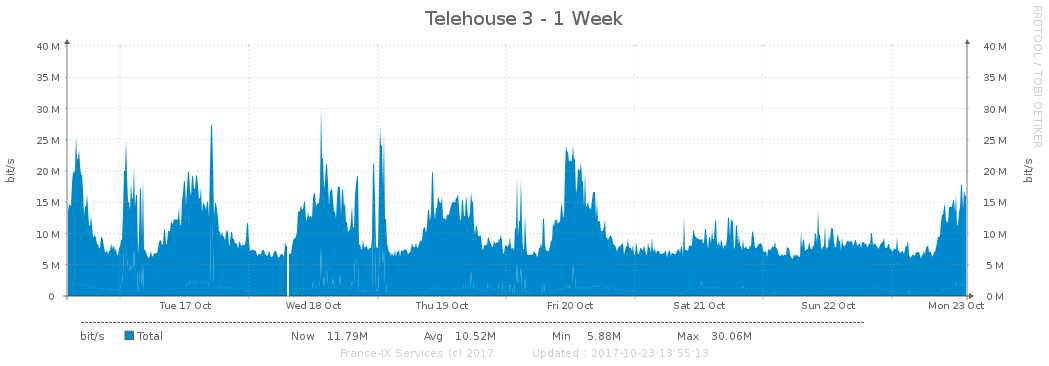 Telehouse 3 - 1 Week
RRDTOOL / TOBI OETIKER
40 M 40 M
35 M 35 M
30 M 30 M
25 M 25 M
20 M 20 M
15 M 15 M
10 M 10 M
5 M 5 M
0 0 M
bit/s bit/s
Tue 17 Oct Wed 18 Oct Thu 19 Oct Fri 20 Oct Sat 21 Oct Sun 22 Oct Mon 23 Oct
bit/s Total Now 11.79M Avg 10.52M Min 5.88M Max 30.06M
France-IX Services (c) 2017 Updated : 2017-10-23 13:55:13